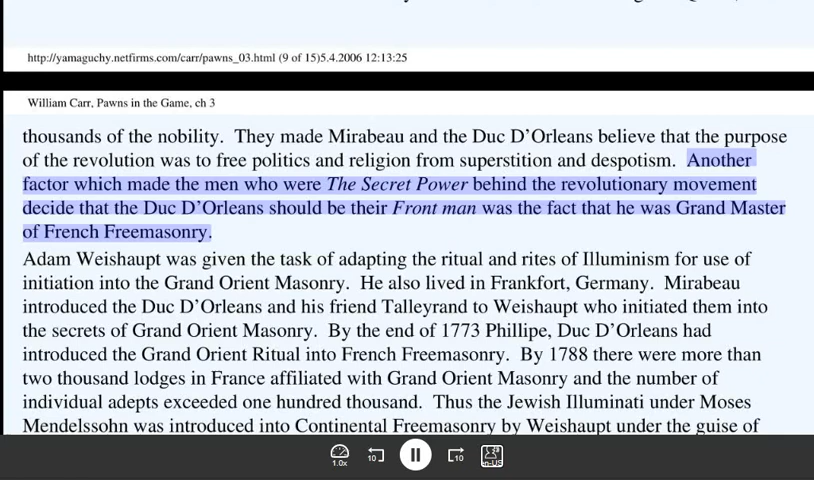 http://yamaguchy.netfirms.com/carr/pawns_03.html (9 of 15)5.4.2006 12:13:25
William Carr, Pawns in the Game, ch 3
thousands of the nobility. They made Mirabeau and the Duc D’Orleans believe that the purpose
of the revolution was to free politics and religion from superstition and despotism. Another
factor which made the men who were The Secret Power behind the revolutionary movement
decide that the Duc D’Orleans should be their Front man was the fact that he was Grand Master
of French Freemasonry.
Adam Weishaupt was given the task of adapting the ritual and rites of Illuminism for use of
initiation into the Grand Orient Masonry. He also lived in Frankfort, Germany. Mirabeau
introduced the Duc D’Orleans and his friend Talleyrand to Weishaupt who initiated them into
the secrets of Grand Orient Masonry. By the end of 1773 Phillipe, Duc D’Orleans had
introduced the Grand Orient Ritual into French Freemasonry. By 1788 there were more than
two thousand lodges in France affiliated with Grand Orient Masonry and the number of
individual adepts exceeded one hundred thousand. Thus the Jewish Illuminati under Moses
Mendelssohn was introduced into Continental Freemasonry by Weishaupt under the guise of
1.0x
10
10
en-US